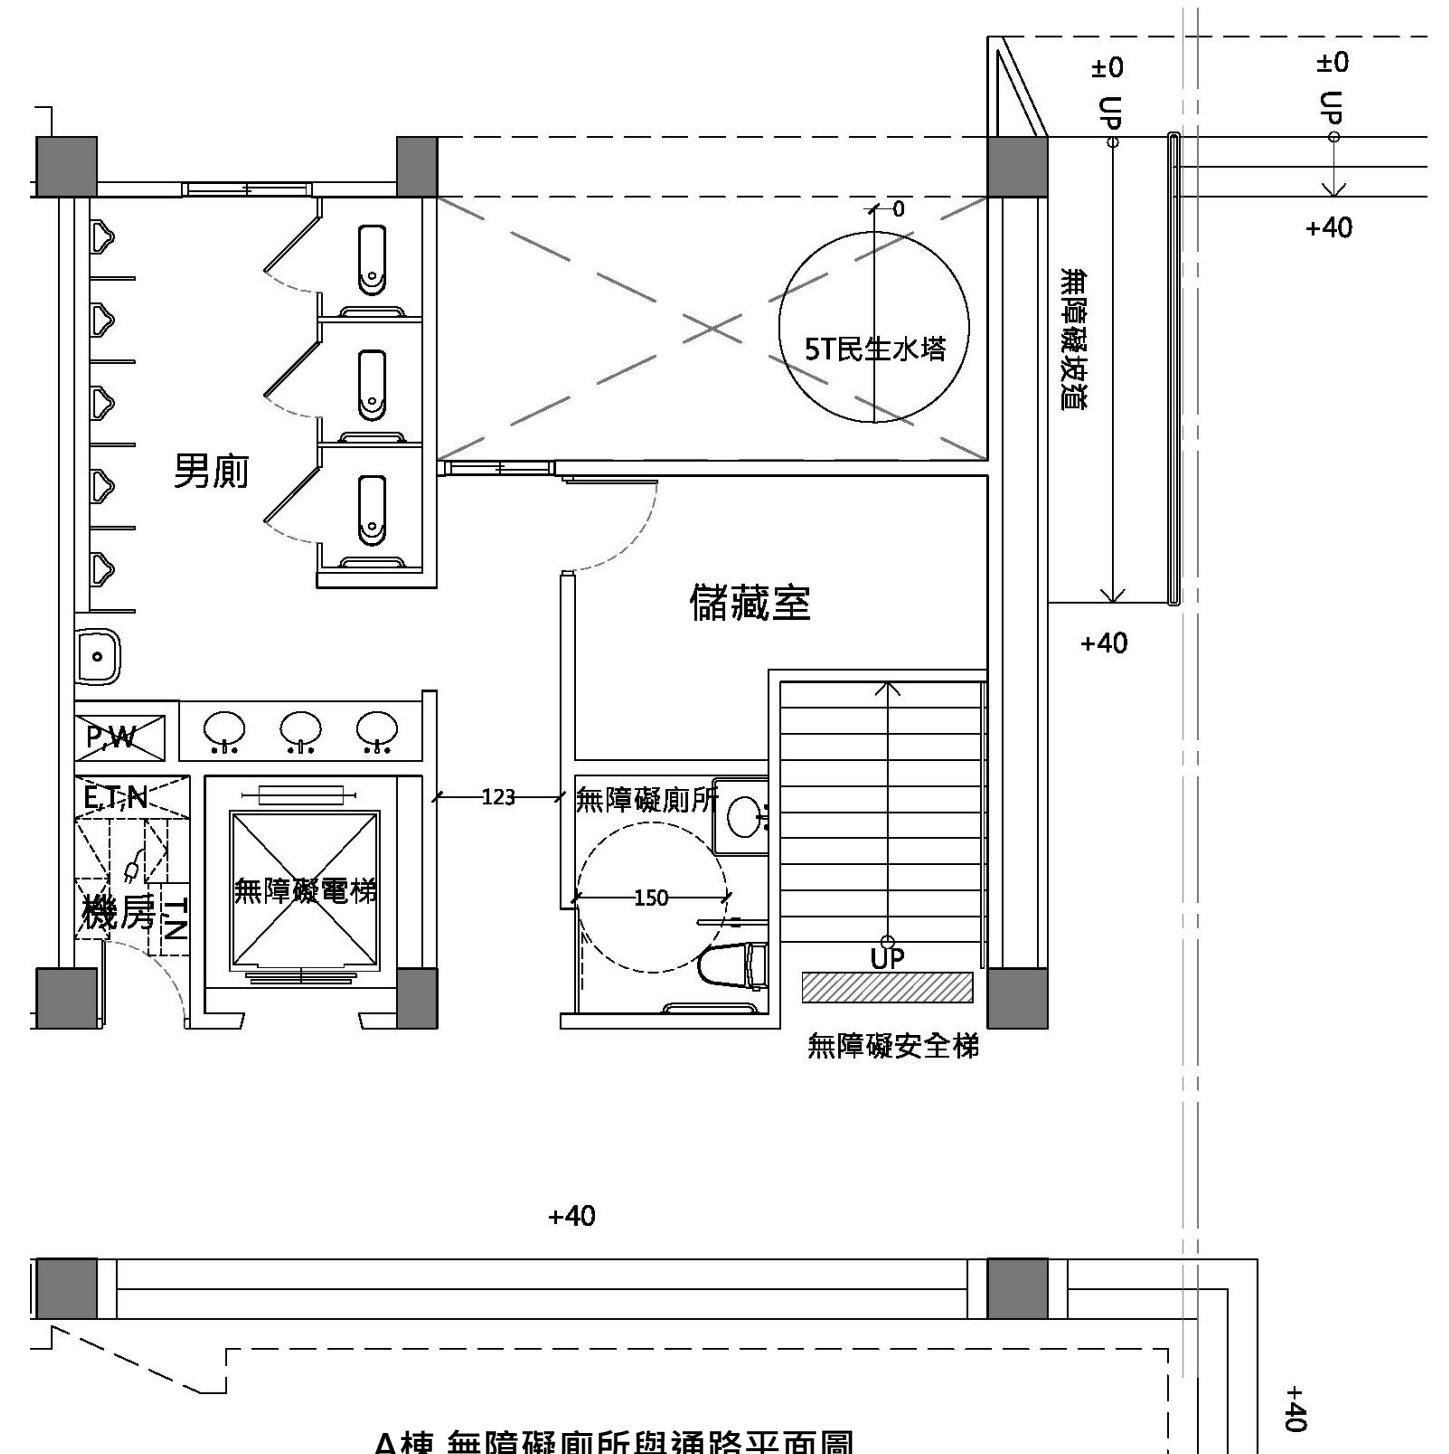 ±0
±0
UP
UP
0
+40
無障礙坡道
5T民生水塔
男廁
儲藏室
+40
P,W
E,T,N
123
無障礙廁所
無障礙電梯
150
機房
T,N
UP
無障礙安全梯
+40
+40
A棟 無障礙廁所與通路平面圖